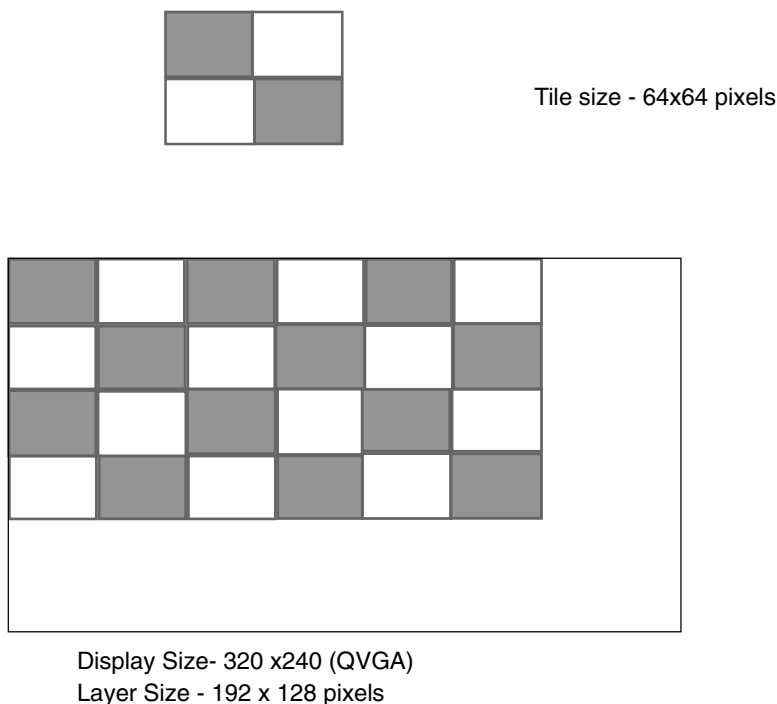 Tile size - 64x64 pixels
Display Size- 320 x240 (QVGA)
Layer Size - 192 x 128 pixels